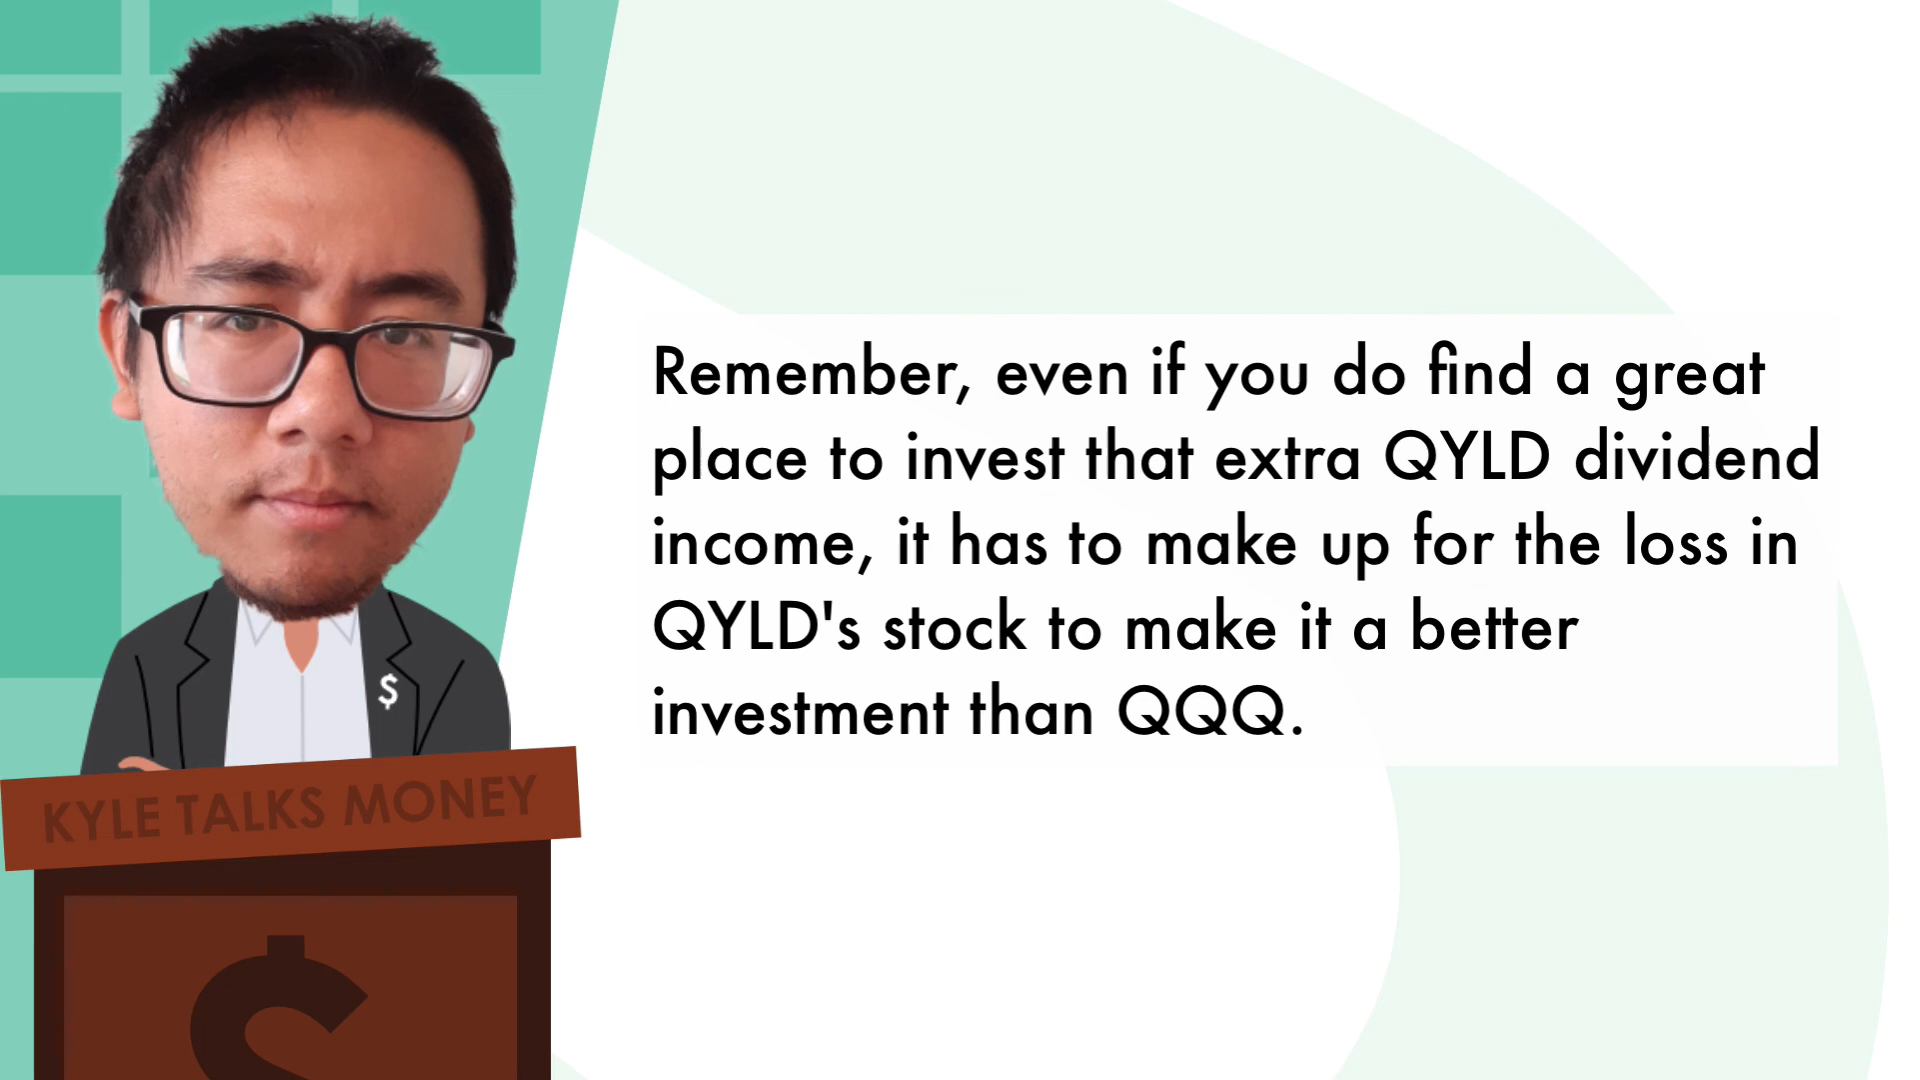 Remember, even if you do find a great
place to invest that extra QYLD dividend
income, it has to make up for the loss in
QYLD's stock to make it a better
investment than QQQ.
$
KYLE TALKS MONEY
$